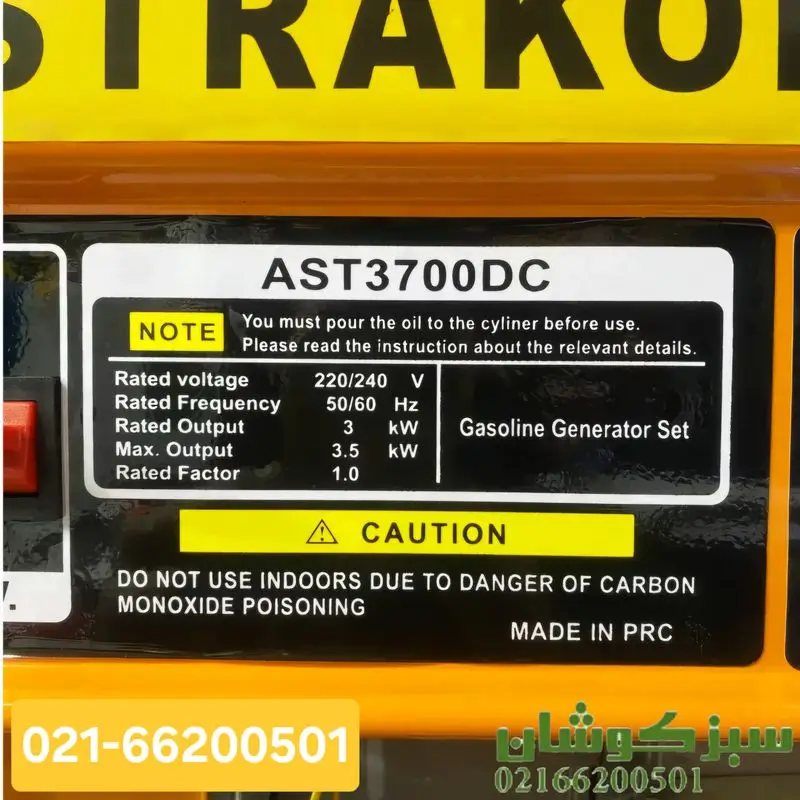 STRAKO
AST3700DC
NOTE
You must pour the oil to the cyliner before use.
Please read the instruction about the relevant details.
Rated voltage 220/240 V
Rated Frequency 50/60 Hz
Rated Output 3 kW
Max. Output 3.5 kW
Rated Factor 1.0
Gasoline Generator Set
CAUTION
DO NOT USE INDOORS DUE TO DANGER OF CARBON
MONOXIDE POISONING
MADE IN PRC
021-66200501
سبزکوشان
02166200501